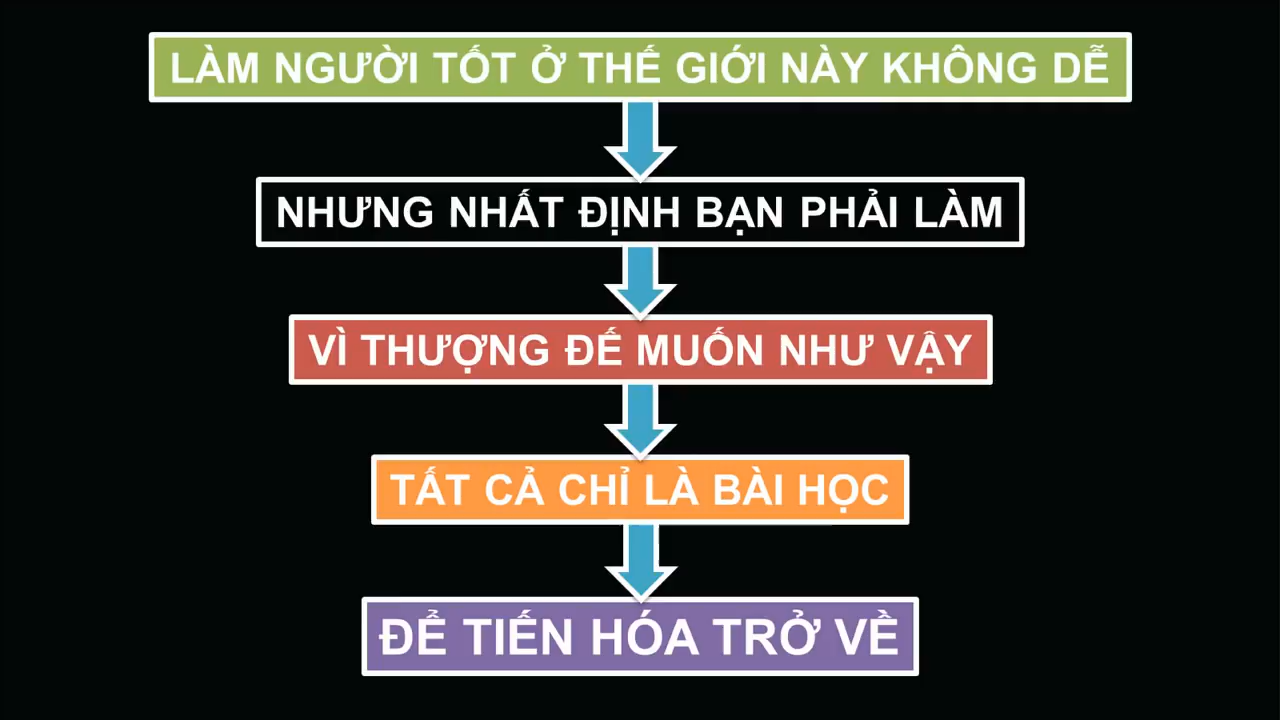 LÀM NGƯỜI TỐT Ở THẾ GIỚI NÀY KHÔNG DỄ
NHƯNG NHẤT ĐỊNH BẠN PHẢI LÀM
VÌ THƯỢNG ĐẾ MUỐN NHƯ VẬY
TẤT CẢ CHỈ LÀ BÀI HỌC
ĐỂ TIẾN HÓA TRỞ VỀ